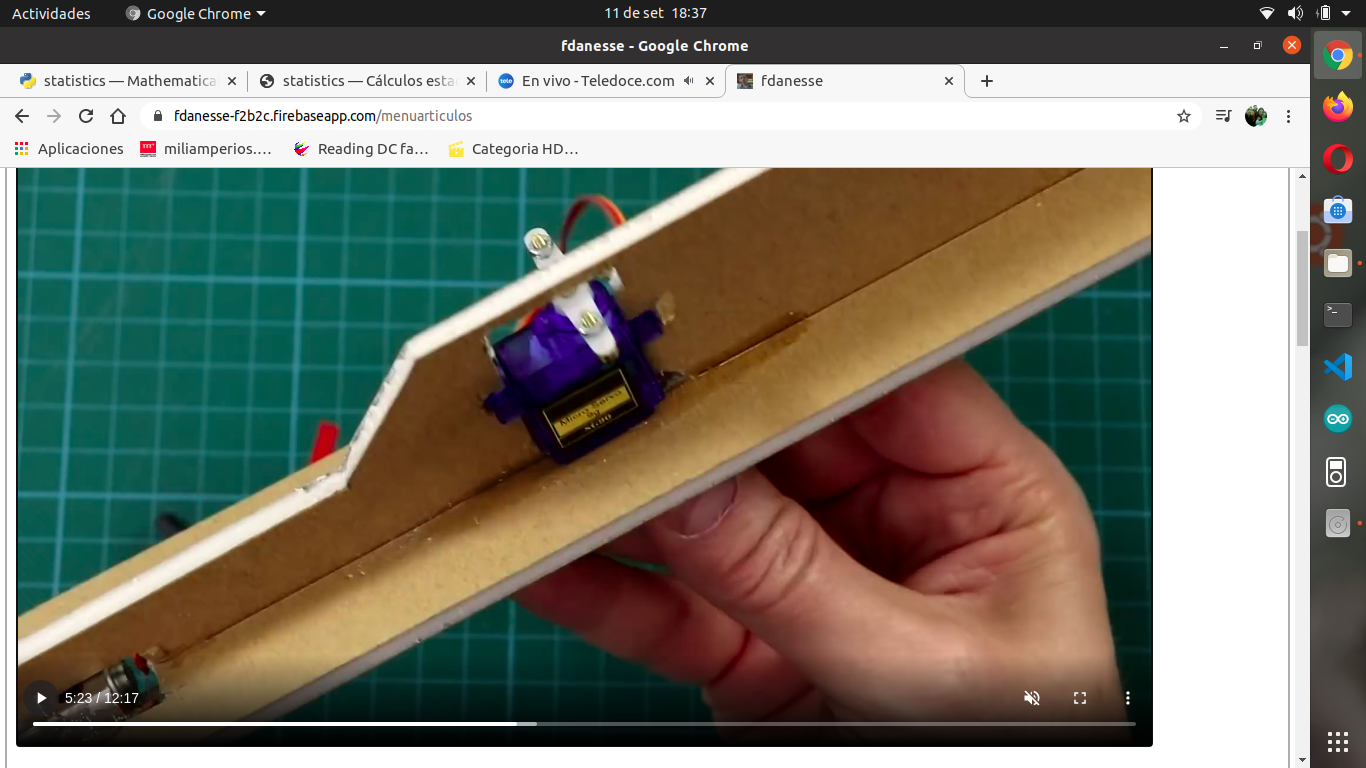 Actividades
Google Chrome
11 de set 18:37
fdanesse - Google Chrome
statistics — Mathematica
statistics — Cálculos esta
En vivo - Teledoce.com
fdanesse
fdanesse-f2b2c.firebaseapp.com/menuarticulos
Aplicaciones
miliamperios....
Reading DC fa...
Categoria HD...
Micro Servo
9g
SG90
5:23 / 12:17